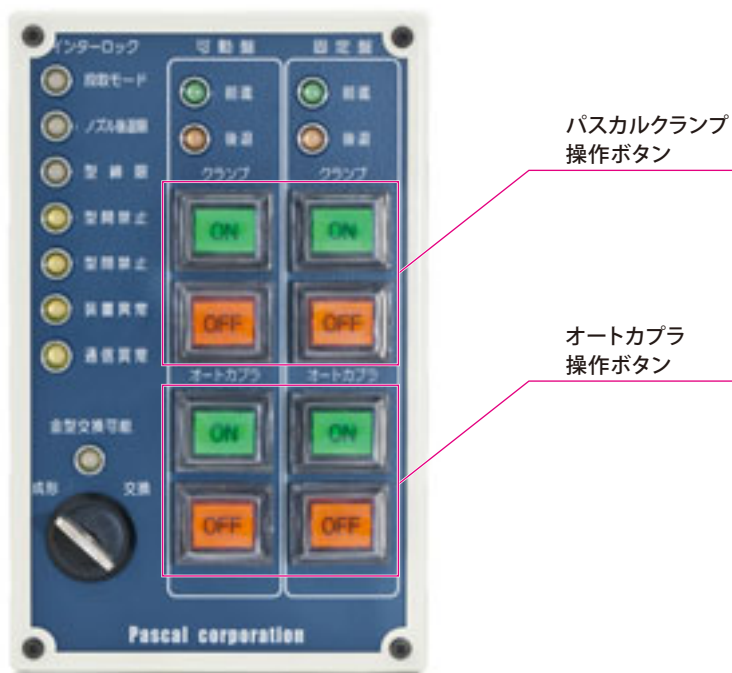 インターロック
段取モード
ノズル後退限
型締限
型開禁止
型閉禁止
装置異常
通信異常
金型交換可能
成形
交換
可動盤
前進
後退
クランプ
ON
OFF
オートカプラ
ON
OFF
固定盤
前進
後退
クランプ
ON
OFF
オートカプラ
ON
OFF
Pascal corporation
パスカルクランプ
操作ボタン
オートカプラ
操作ボタン